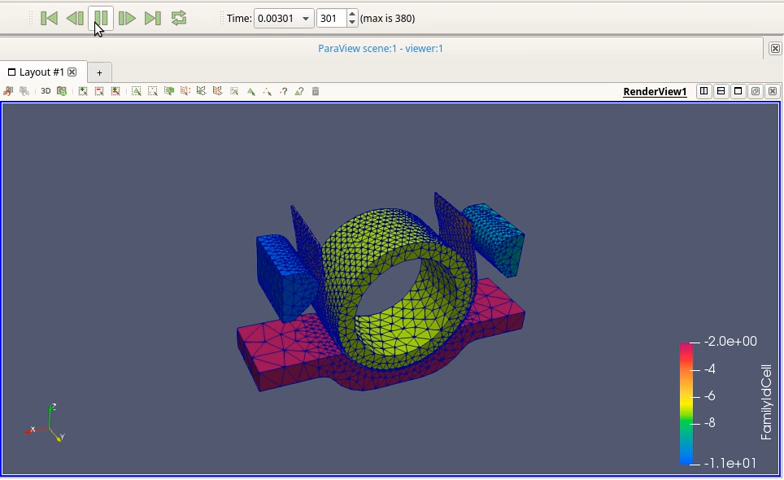 Time: 0.00301 301 (max is 380)
ParaView scene:1 - viewer:1
Layout #1 +
3D RenderView1
-2.0e+00
-4
-6
-8
-1.1e+01
FamilyIdCell
Z
X
Y